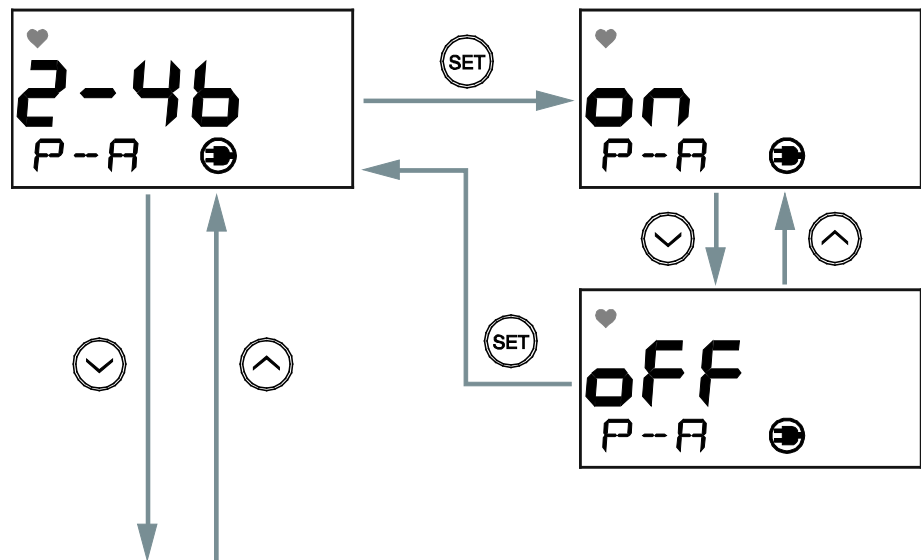 2-4b
P--A
SET
on
P--A
SET
oFF
P--A